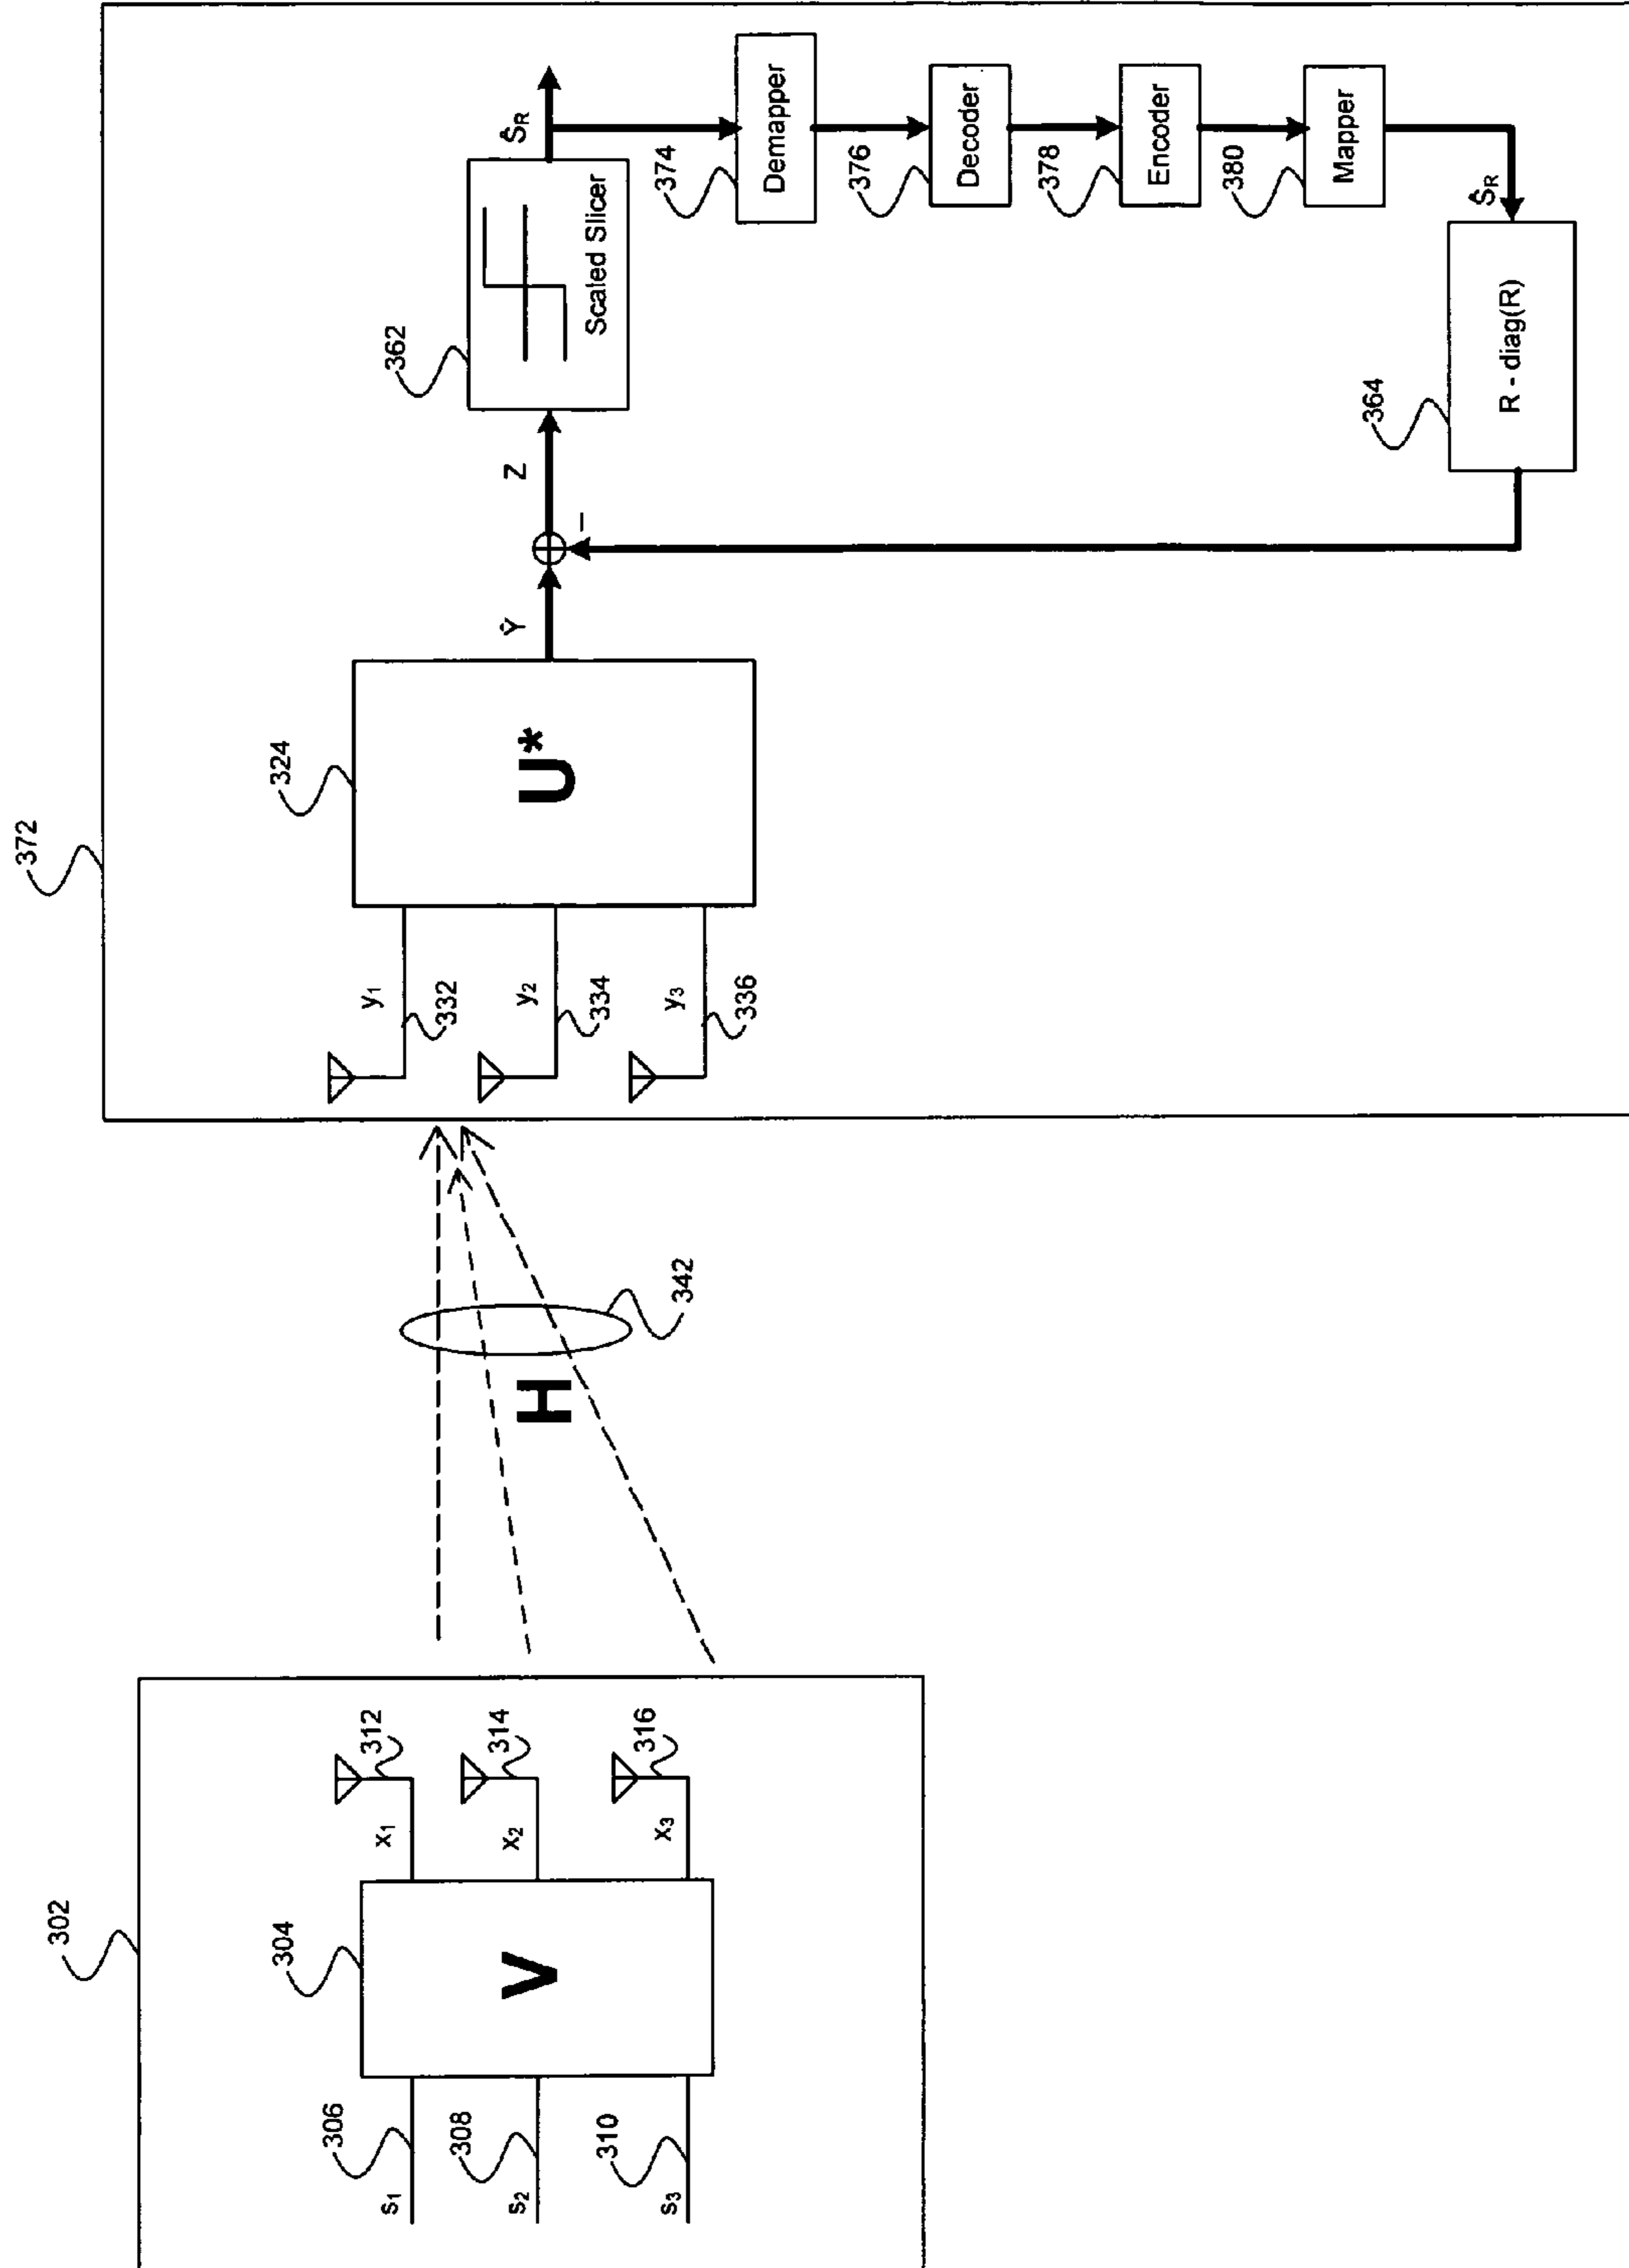 302
304
306
s₁
308
s₂
310
s₃
V
x₁
312
x₂
314
x₃
316
H
342
372
y₁
332
y₂
334
y₃
336
324
U*
Ŷ
Z
–
362
Scaled Slicer
ŜR
374
Demapper
376
Decoder
378
Encoder
380
Mapper
ŜR
364
R - diag(R)